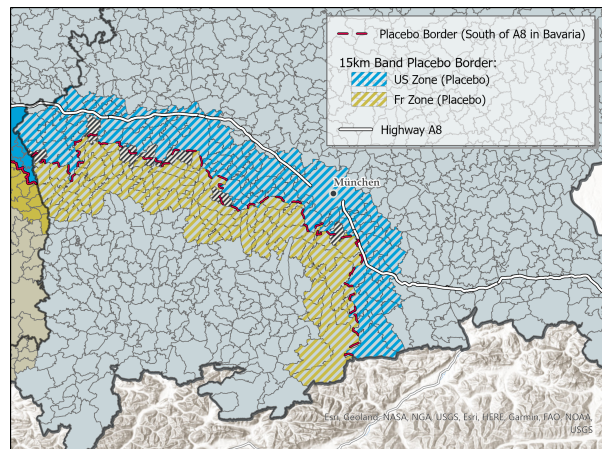 Placebo Border (South of A8 in Bavaria)
15km Band Placebo Border:
US Zone (Placebo)
Fr Zone (Placebo)
Highway A8
München
Esri, Geoland, NASA, NGA, USGS, Esri, HERE, Garmin, FAO, NOAA,
USGS